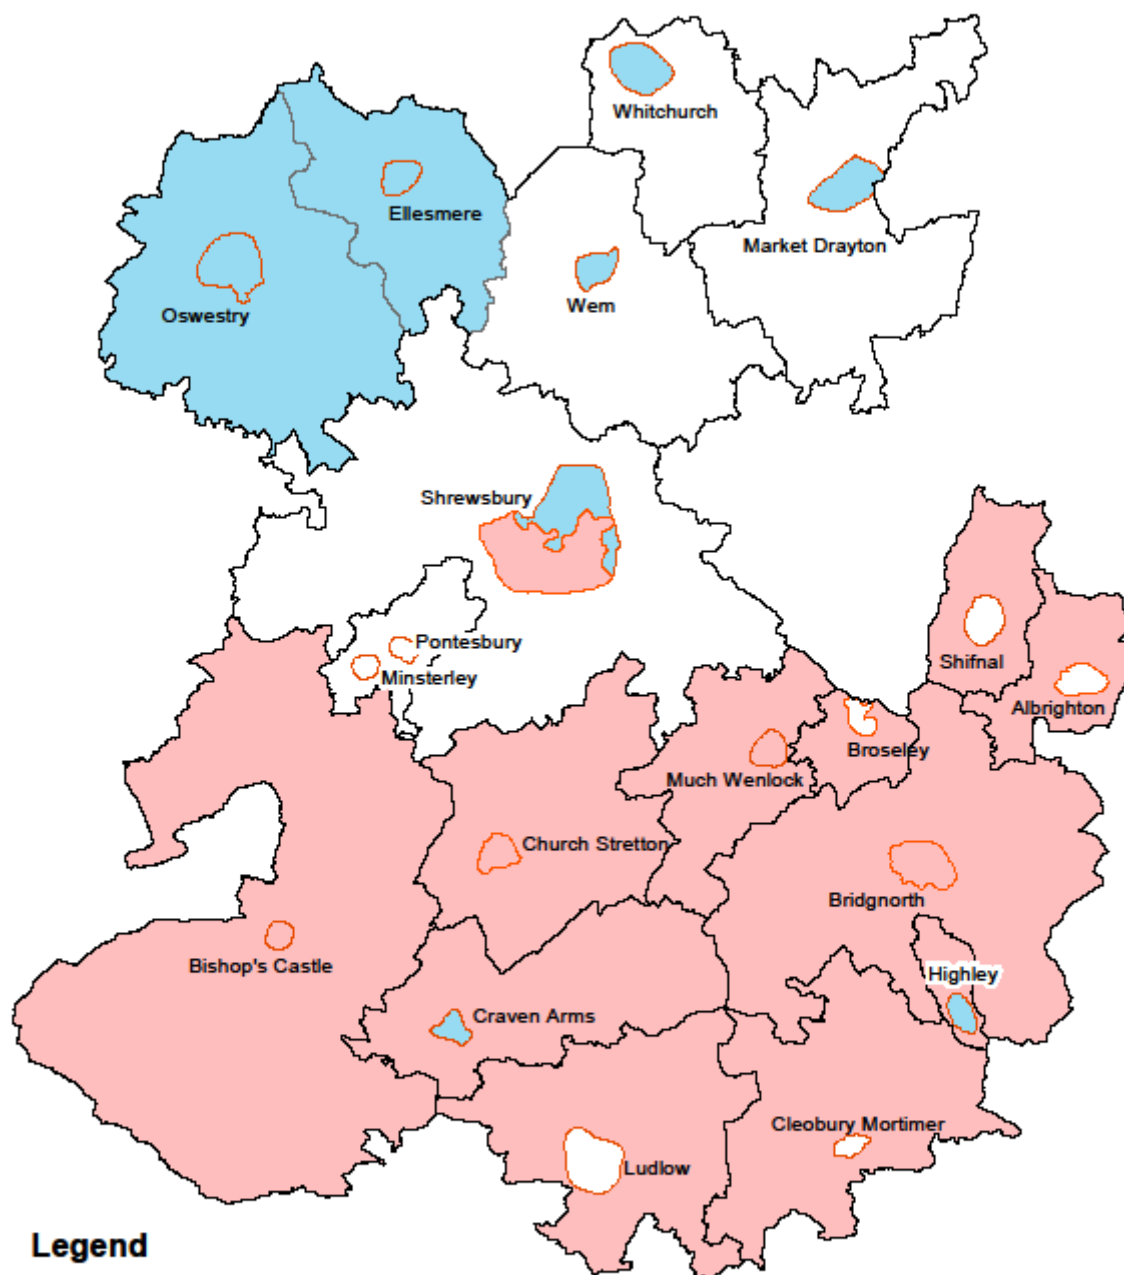 Whitchurch
Ellesmere
Market Drayton
Oswestry
Wem
Shrewsbury
Pontesbury
Minsterley
Shifnal
Albrighton
Broseley
Much Wenlock
Church Stretton
Bridgnorth
Bishop's Castle
Highley
Craven Arms
Cleobury Mortimer
Ludlow
Legend